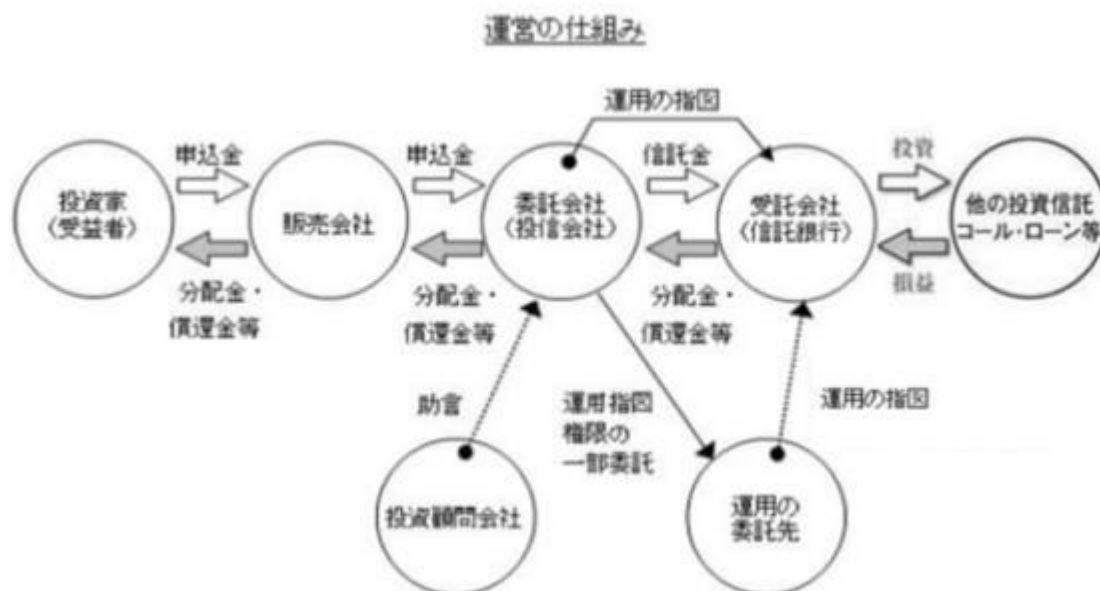 運営の仕組み
運用の指図
申込金
申込金
信託金
投資
投資家
〈受益者〉
販売会社
委託会社
〈投信会社〉
受託会社
〈信託銀行〉
他の投資信託
コール・ローン等
分配金・
償還金等
分配金・
償還金等
分配金・
償還金等
損益
助言
運用指図
権限の
一部委託
運用の指図
投資顧問会社
運用の
委託先